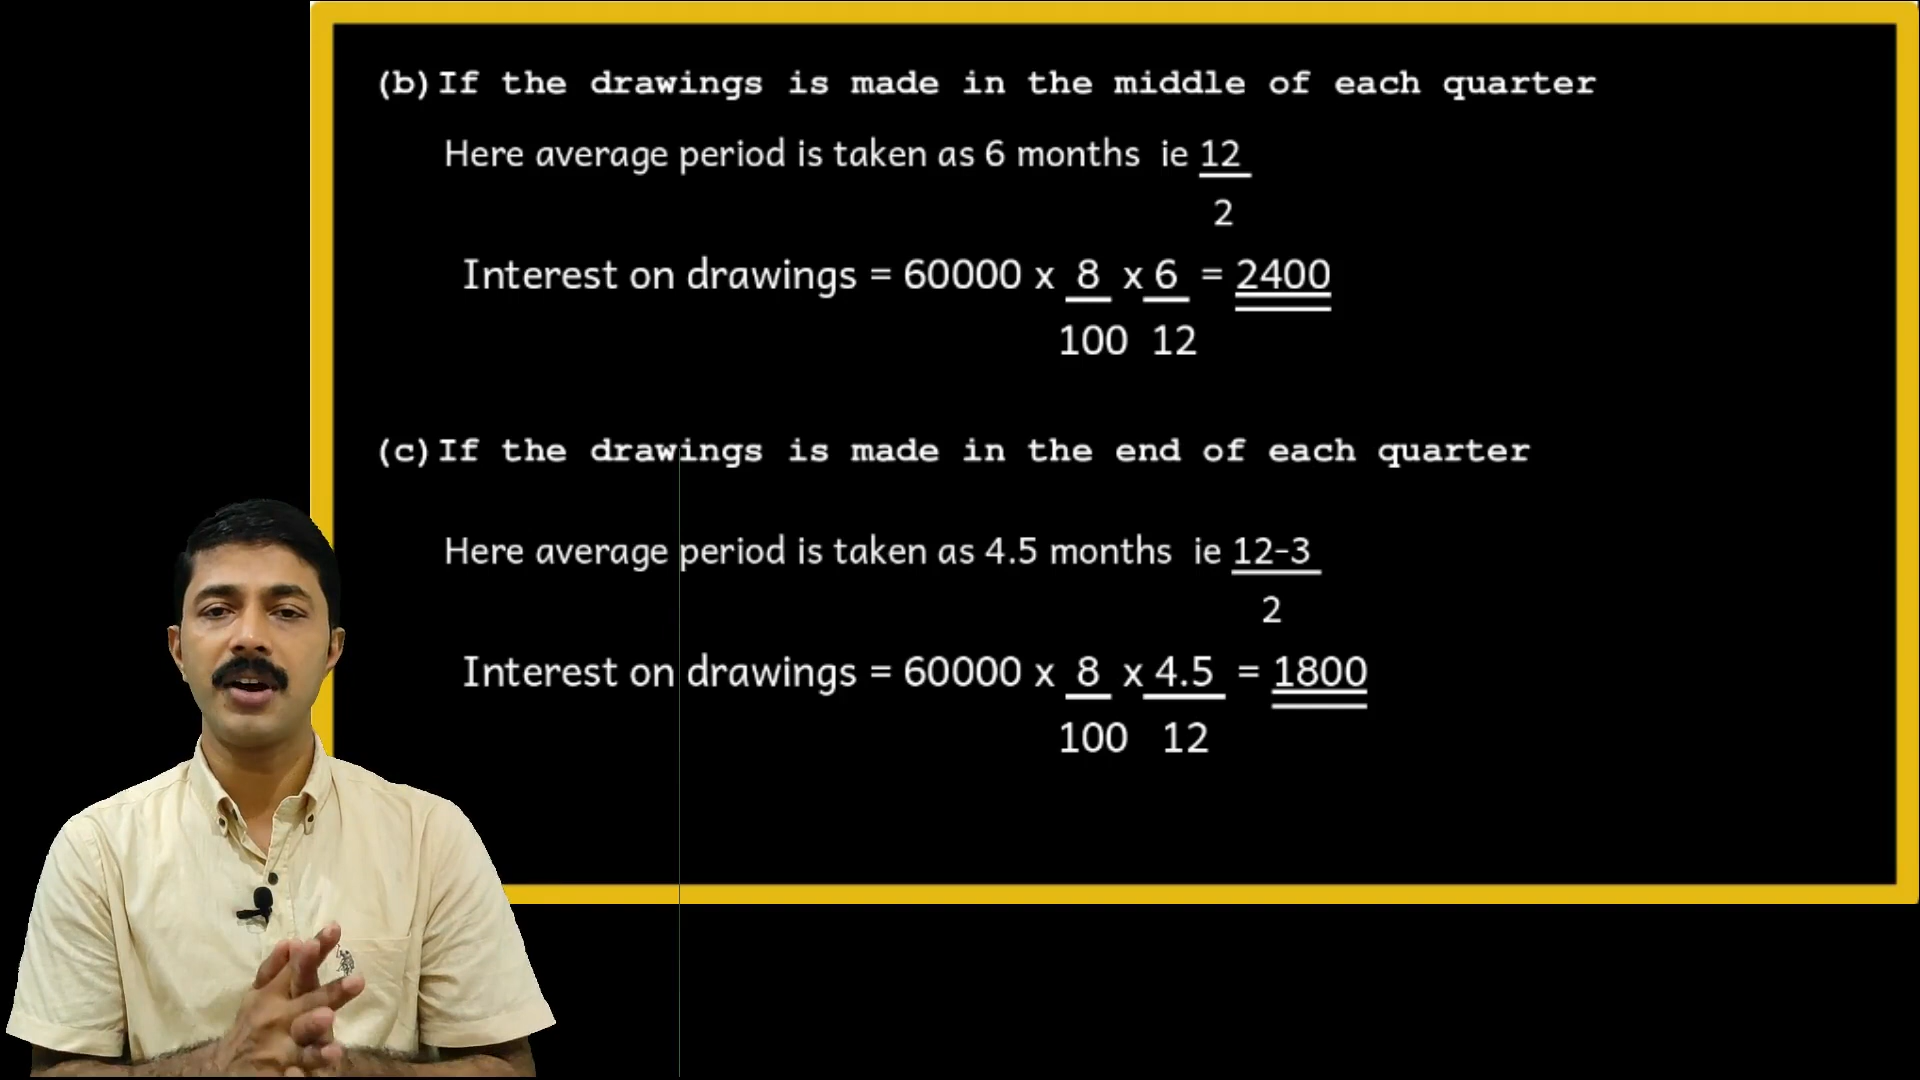 (b) If the drawings is made in the middle of each quarter
Here average period is taken as 6 months ie 12
2
Interest on drawings = 60000 x 8 x 6 = 2400
100 12
(c) If the drawings is made in the end of each quarter
Here average period is taken as 4.5 months ie 12-3
2
Interest on drawings = 60000 x 8 x 4.5 = 1800
100 12